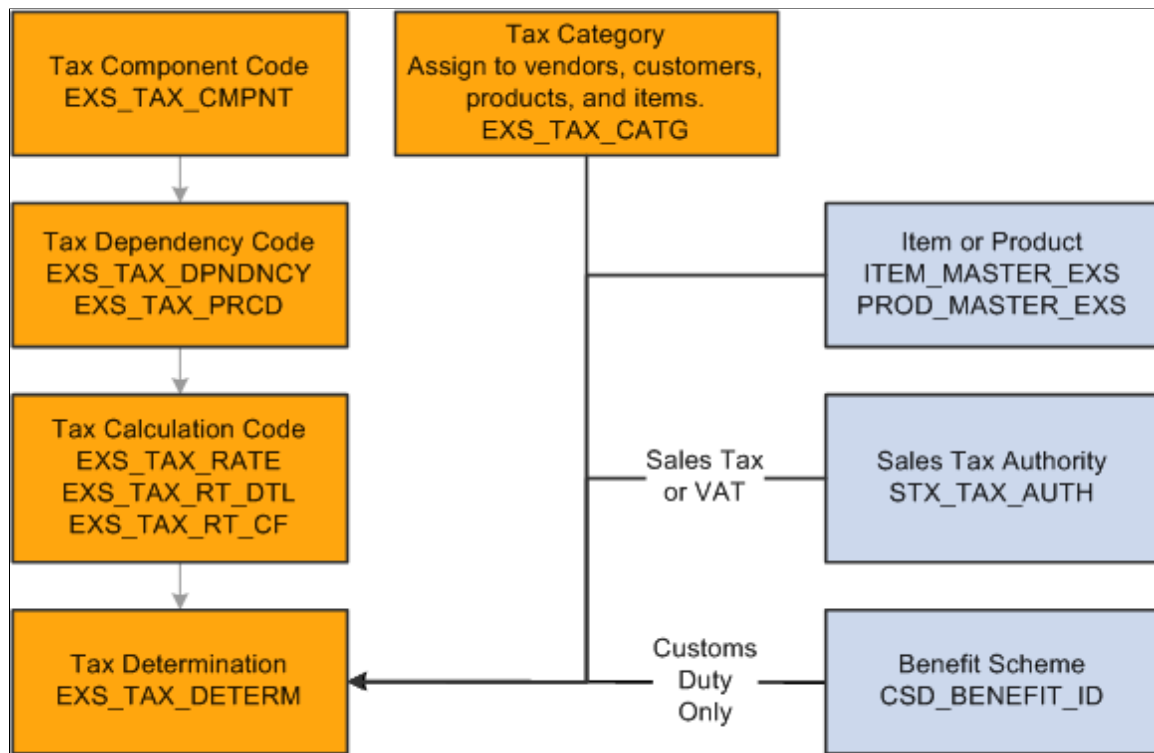 Tax Component Code
EXS_TAX_CMPNT
Tax Category
Assign to vendors, customers,
products, and items.
EXS_TAX_CATG
Tax Dependency Code
EXS_TAX_DPNDNCY
EXS_TAX_PRCD
Item or Product
ITEM_MASTER_EXS
PROD_MASTER_EXS
Tax Calculation Code
EXS_TAX_RATE
EXS_TAX_RT_DTL
EXS_TAX_RT_CF
Sales Tax
or VAT
Sales Tax Authority
STX_TAX_AUTH
Tax Determination
EXS_TAX_DETERM
Customs
Duty
Only
Benefit Scheme
CSD_BENEFIT_ID